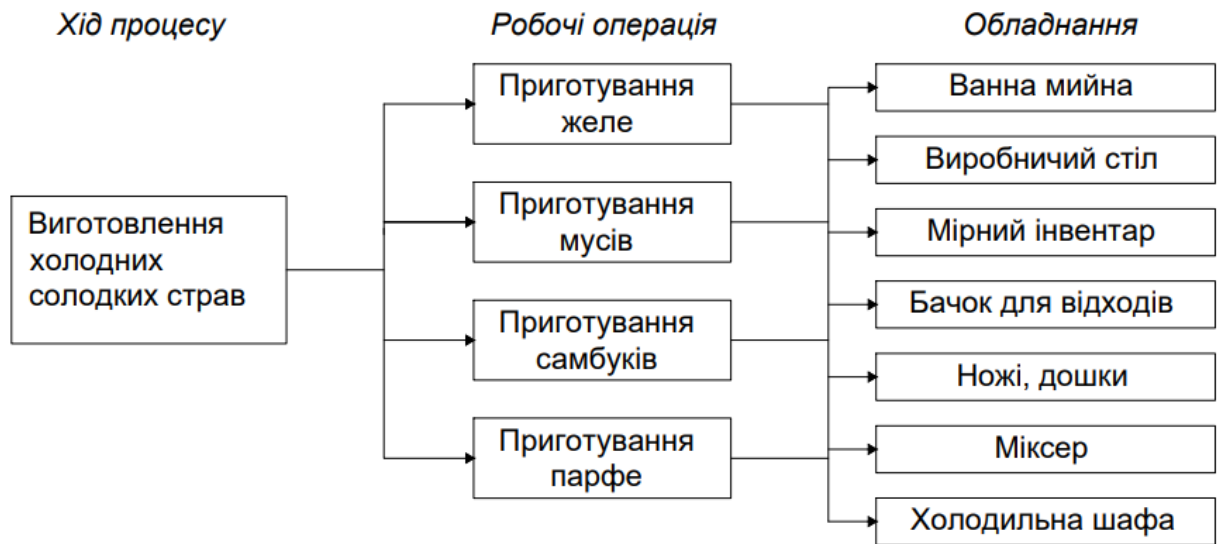 Хід процесу
Робочі операція
Обладнання
Виготовлення
холодних
солодких страв
Приготування
желе
Приготування
мусів
Приготування
самбуків
Приготування
парфе
Ванна мийна
Виробничий стіл
Мірний інвентар
Бачок для відходів
Ножі, дошки
Міксер
Холодильна шафа